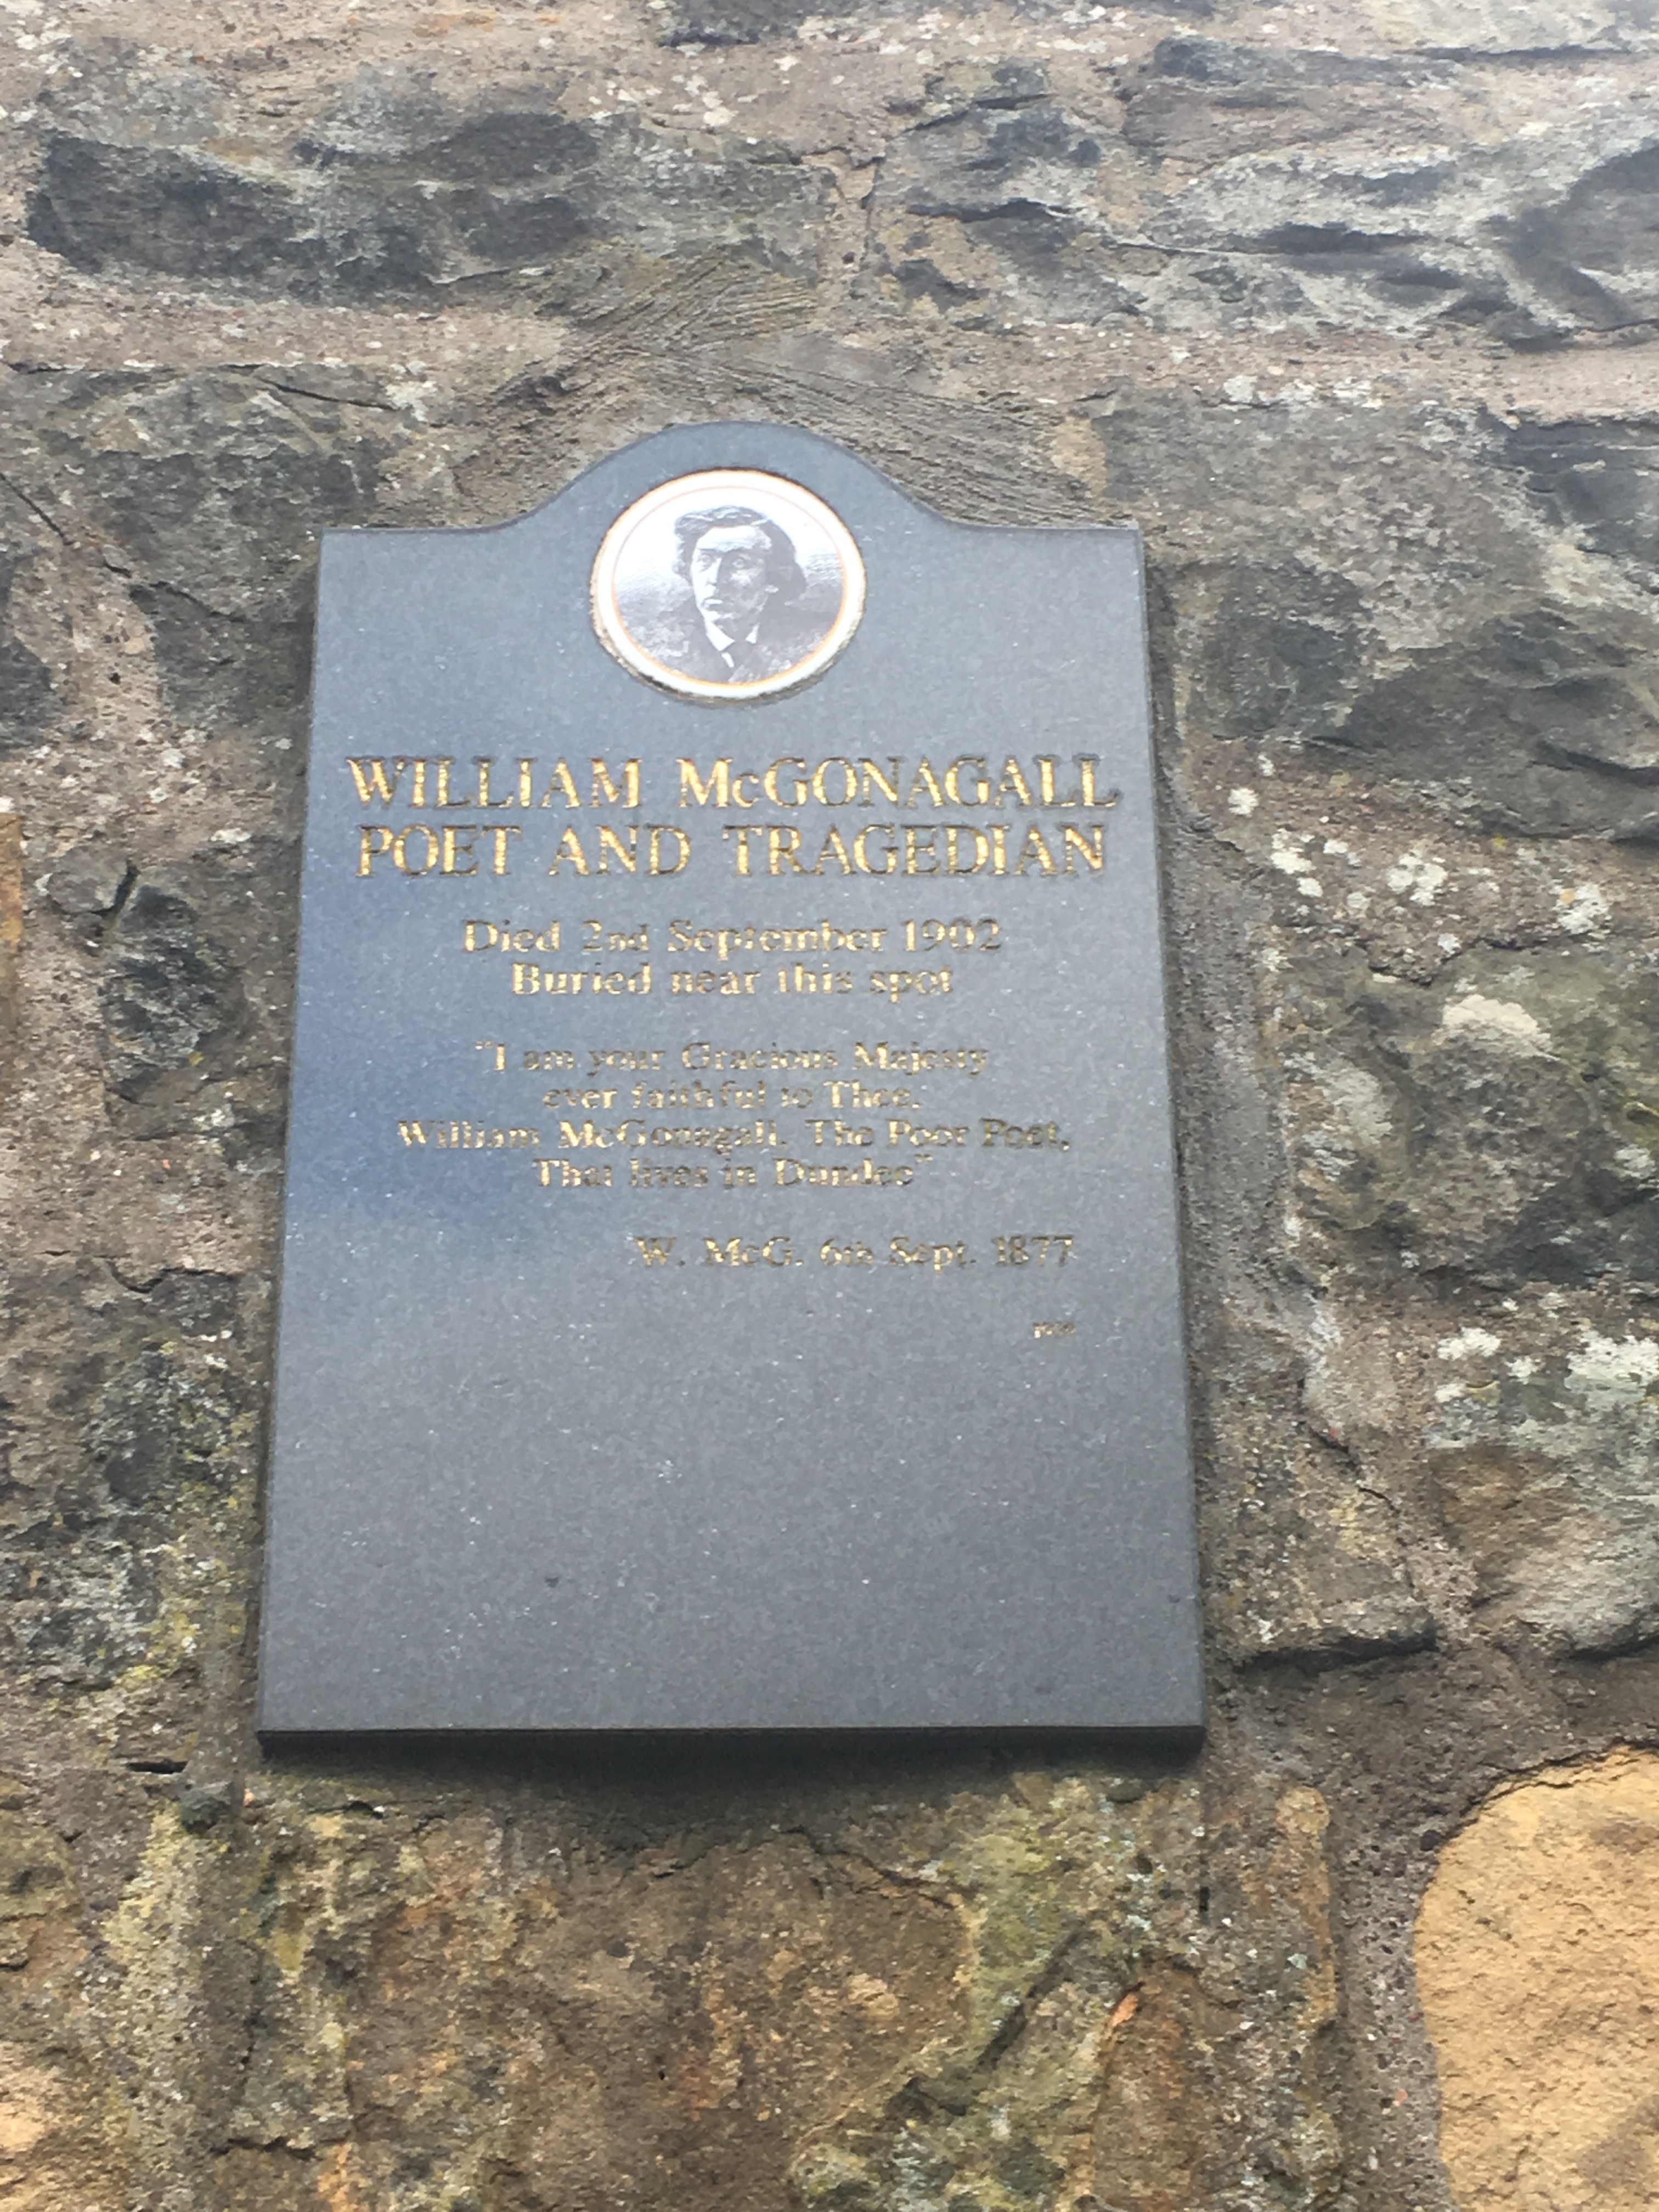 WILLIAM McGONAGALL
POET AND TRAGEDIAN
Died 2nd September 1902
Buried near this spot
"I am your Gracious Majesty
ever faithful to Thee,
William McGonagall, The Poor Poet,
That lives in Dundee"
W. McG. 6th Sept. 1877